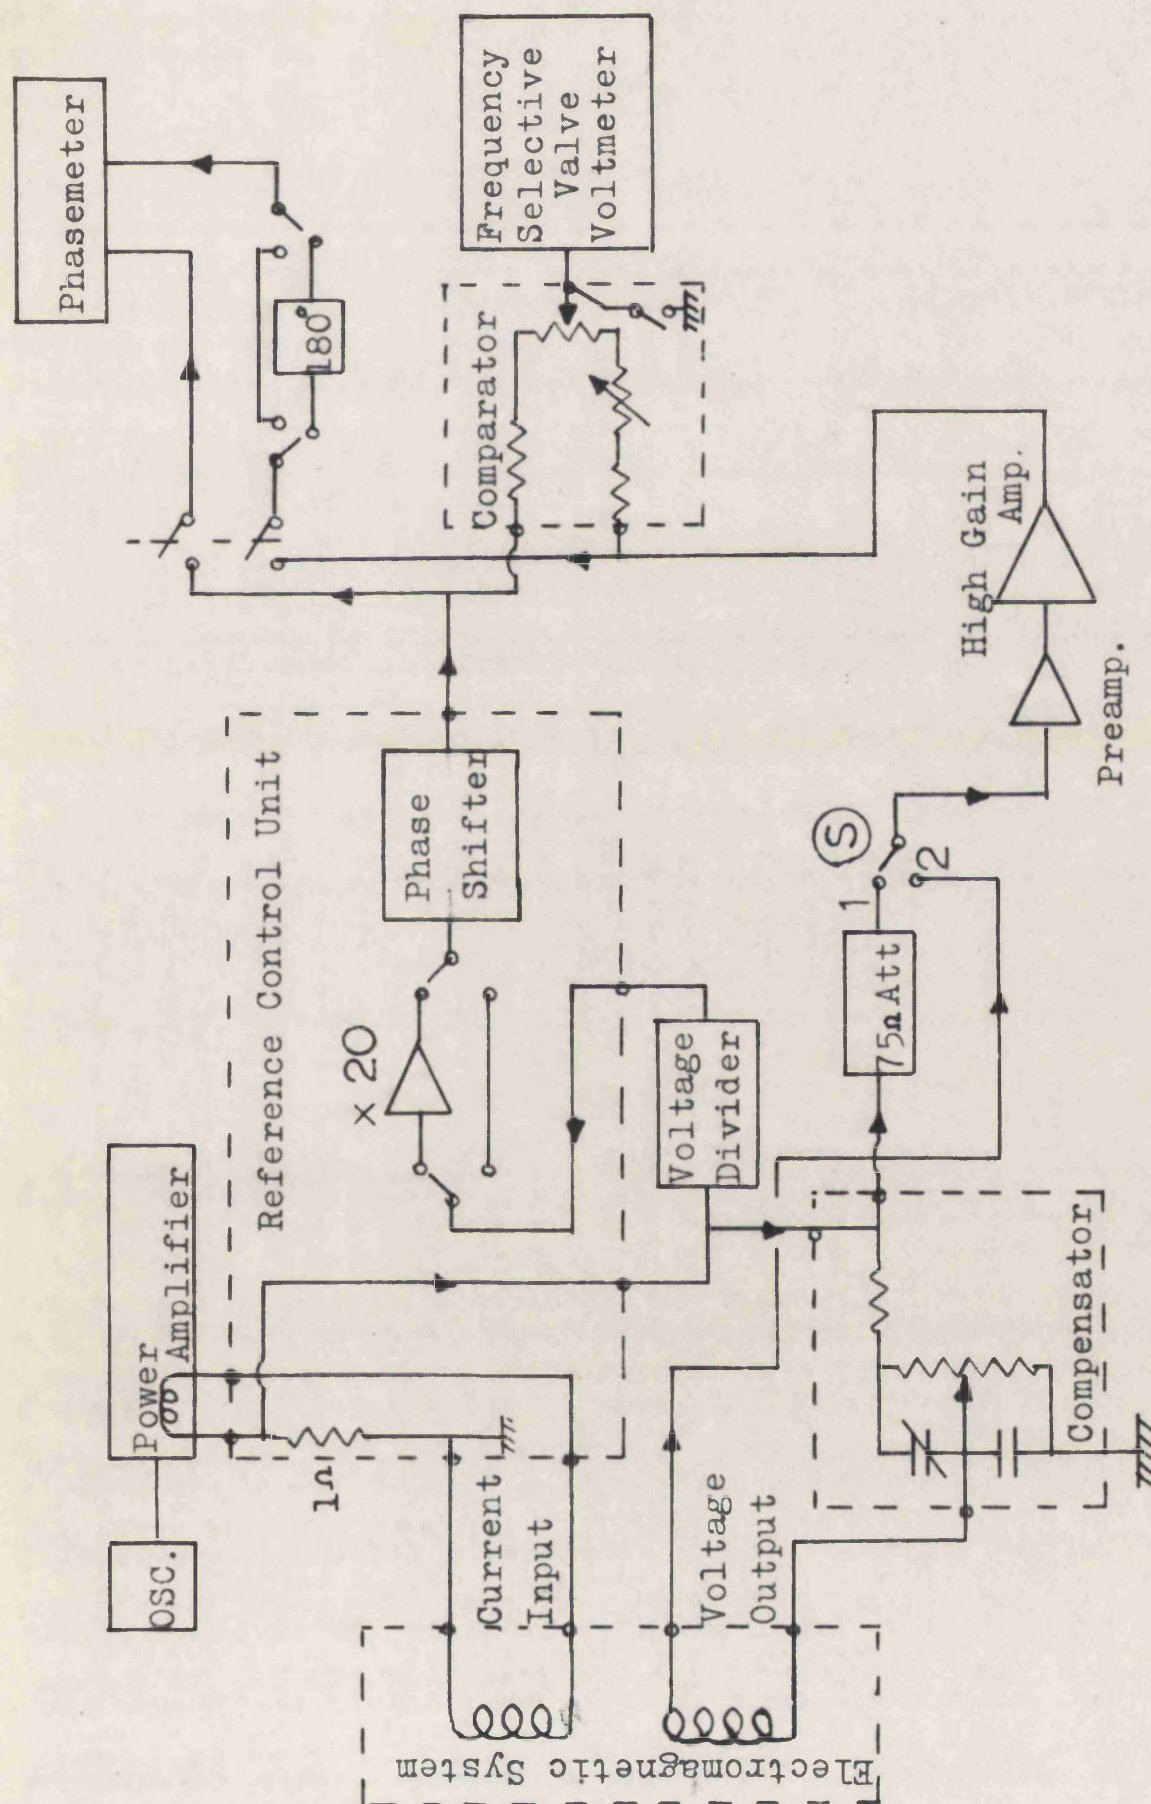 Phasemeter
180°
Frequency
Selective
Valve
Voltmeter
Comparator
High Gain
Amp.
Preamp.
Reference Control Unit
Phase
Shifter
× 20
Voltage
Divider
S
1
2
75Ω Att
Power
Amplifier
OSC.
1Ω
Current
Input
Voltage
Output
Compensator
Electromagnetic System